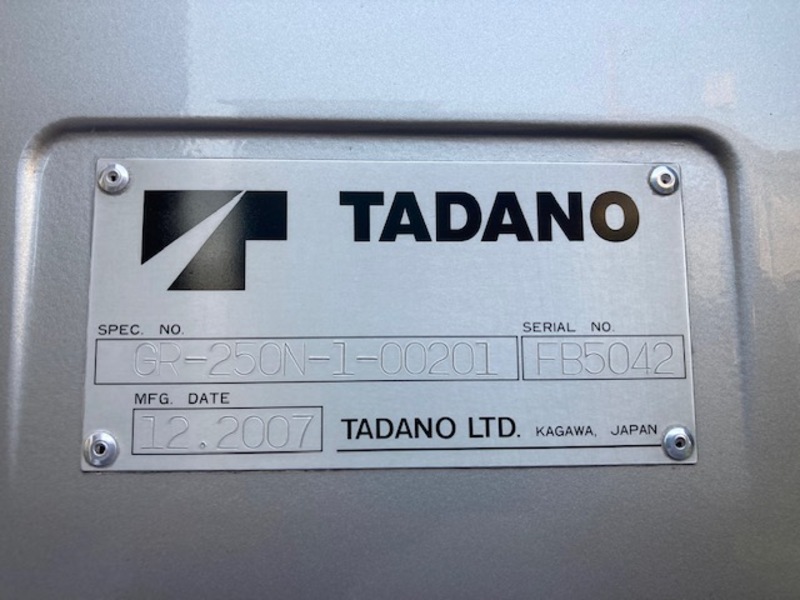 TADANO
SPEC. NO. SERIAL NO.
GR-250N-1-00201 FB5042
MFG. DATE
12.2007 TADANO LTD. KAGAWA, JAPAN